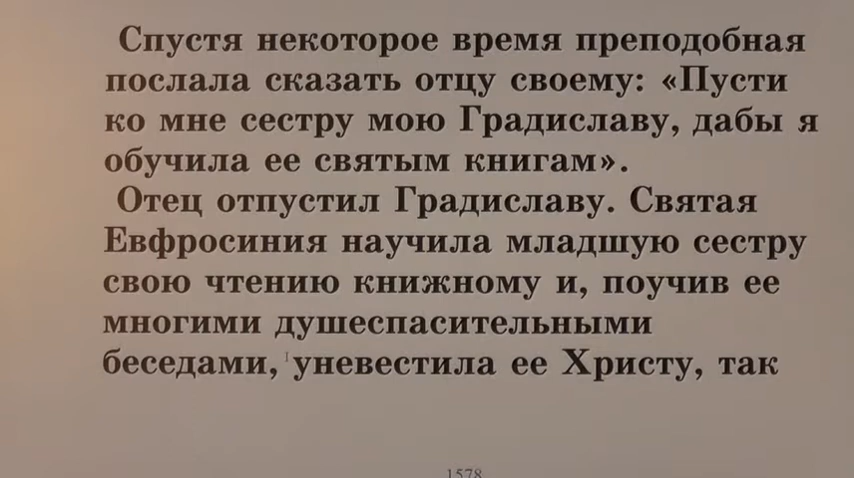 Спустя некоторое время преподобная
послала сказать отцу своему: «Пусти
ко мне сестру мою Градиславу, дабы я
обучила ее святым книгам».
Отец отпустил Градиславу. Святая
Евфросиния научила младшую сестру
свою чтению книжному и, поучив ее
многими душеспасительными
беседами, уневестила ее Христу, так
1578